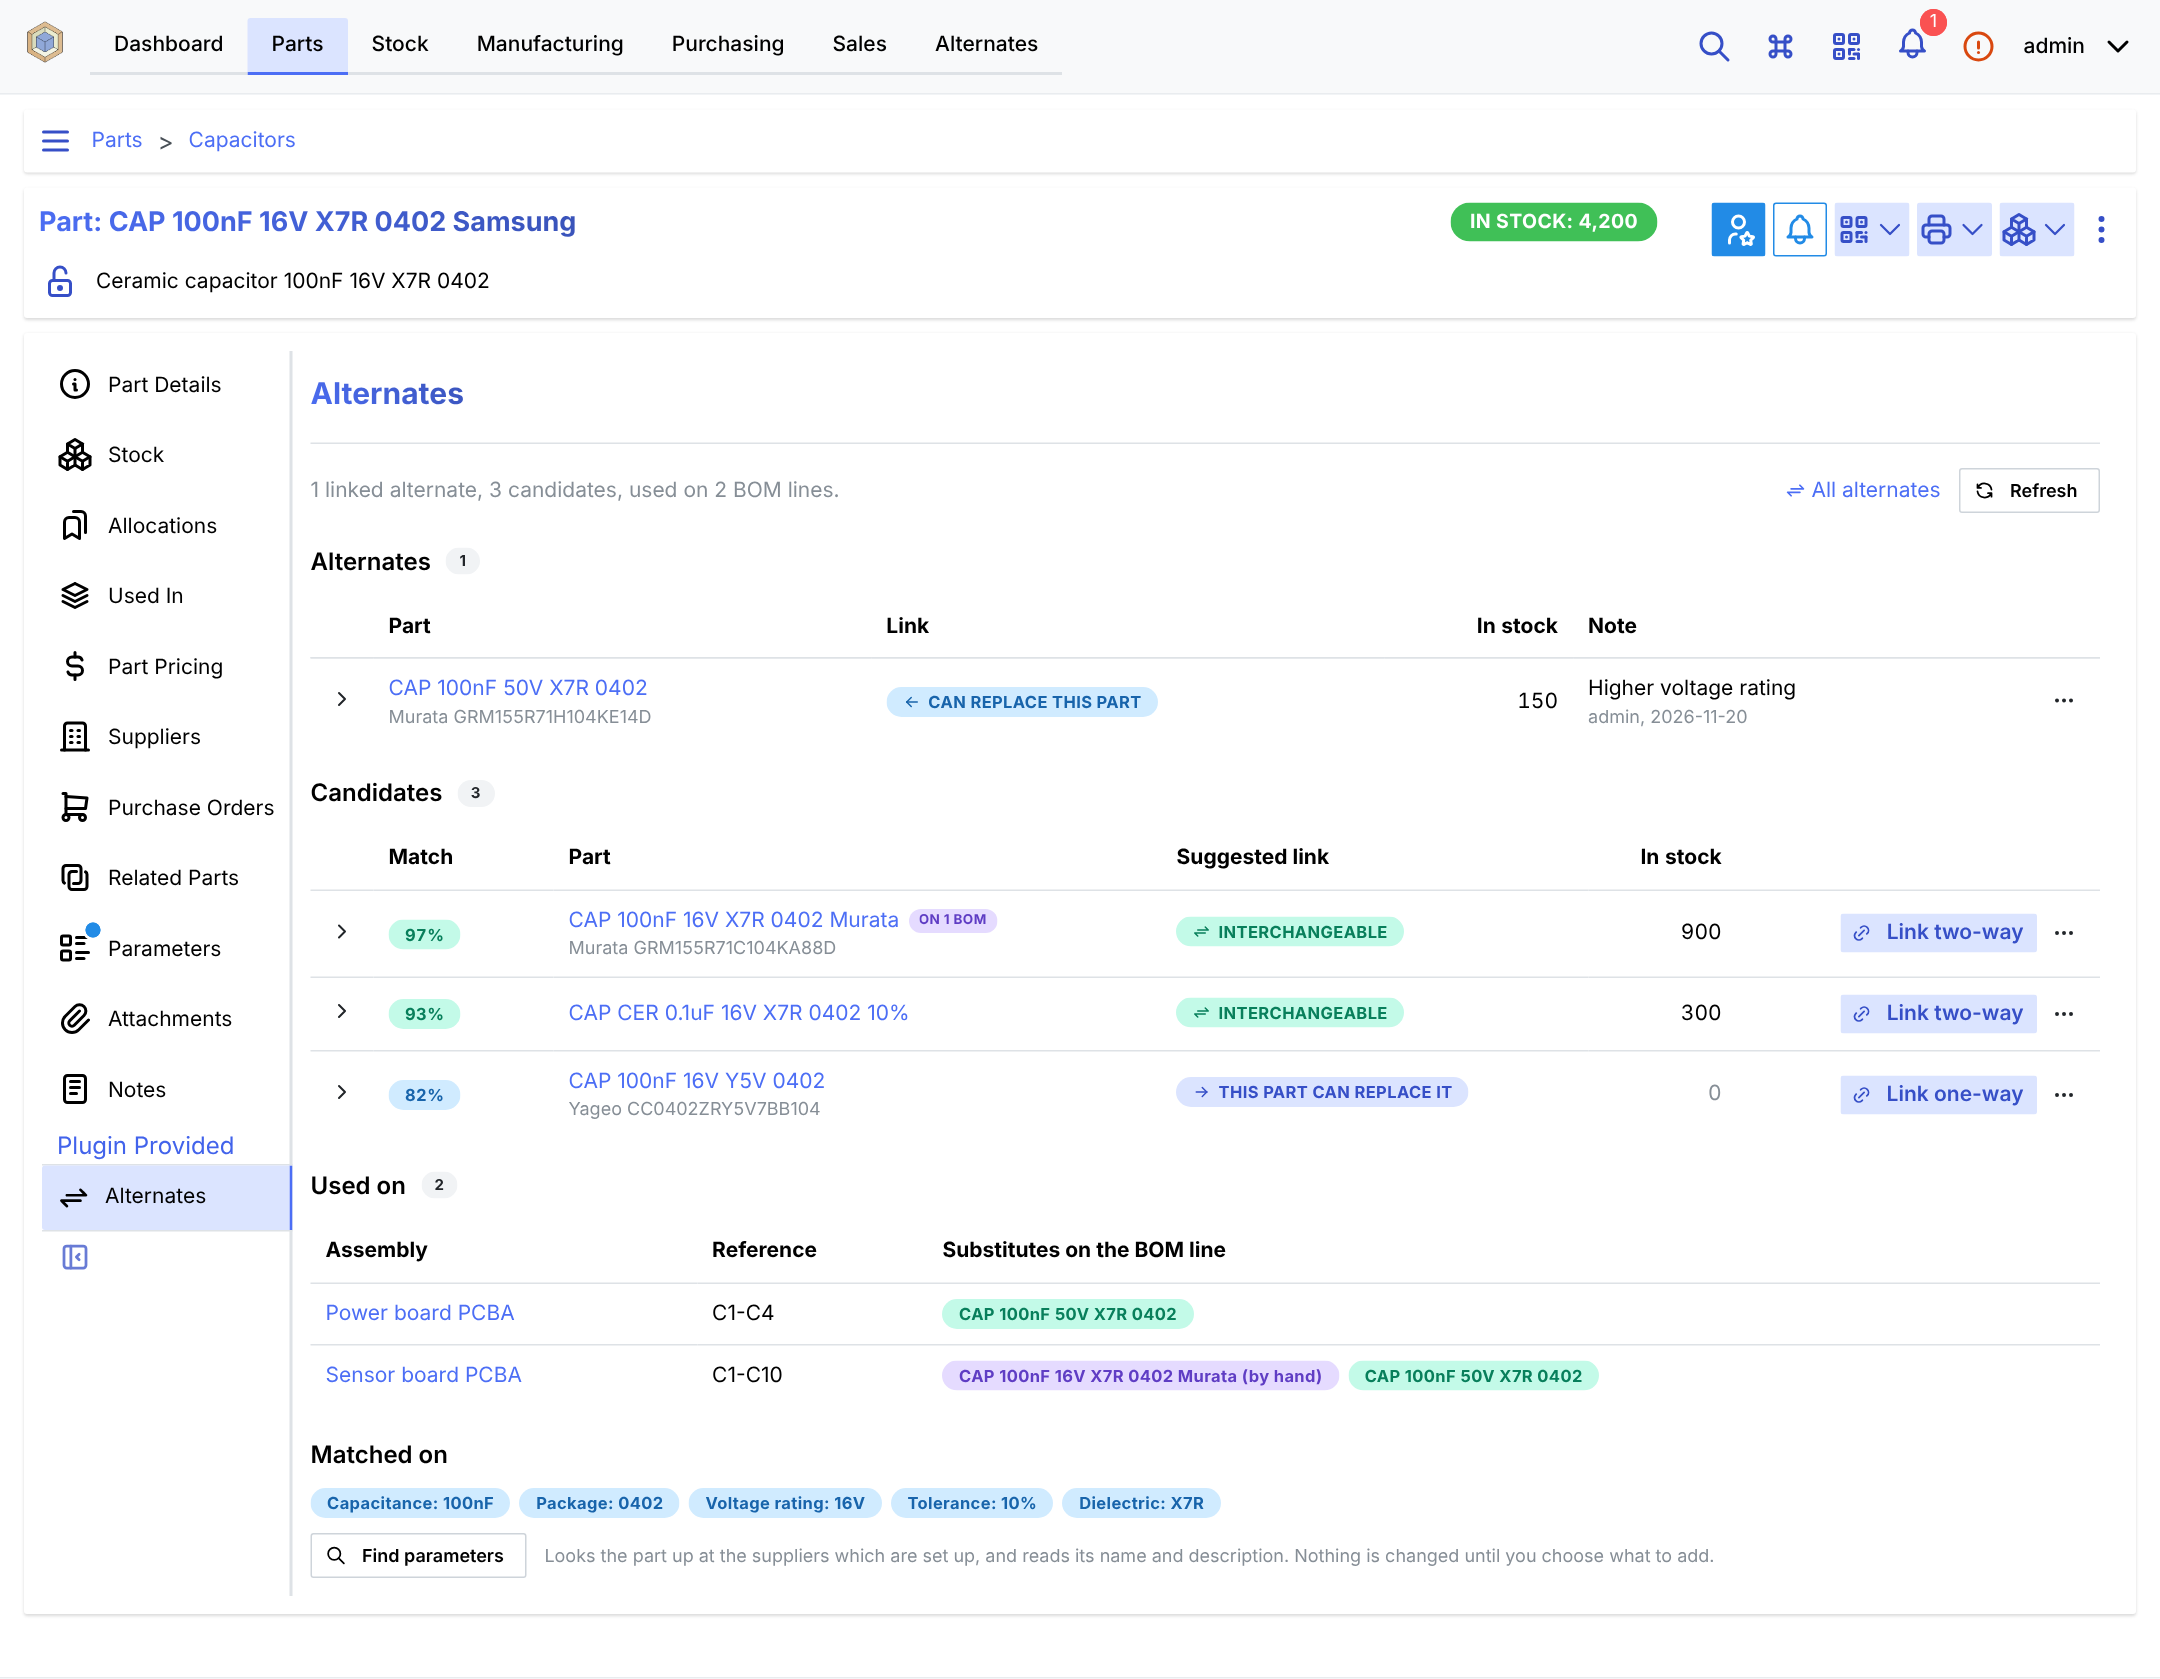 Dashboard Parts Stock Manufacturing Purchasing Sales Alternates 1 admin
Parts > Capacitors
Part: CAP 100nF 16V X7R 0402 Samsung IN STOCK: 4,200
Ceramic capacitor 100nF 16V X7R 0402
Part Details
Stock
Allocations
Used In
Part Pricing
Suppliers
Purchase Orders
Related Parts
Parameters
Attachments
Notes
Plugin Provided
Alternates
Alternates
1 linked alternate, 3 candidates, used on 2 BOM lines. All alternates Refresh
Alternates 1
Part Link In stock Note
CAP 100nF 50V X7R 0402 CAN REPLACE THIS PART 150 Higher voltage rating
Murata GRM155R71H104KE14D admin, 2026-11-20
Candidates 3
Match Part Suggested link In stock
97% CAP 100nF 16V X7R 0402 Murata ON 1 BOM INTERCHANGEABLE 900 Link two-way
Murata GRM155R71C104KA88D
93% CAP CER 0.1uF 16V X7R 0402 10% INTERCHANGEABLE 300 Link two-way
82% CAP 100nF 16V Y5V 0402 THIS PART CAN REPLACE IT 0 Link one-way
Yageo CC0402ZRY5V7BB104
Used on 2
Assembly Reference Substitutes on the BOM line
Power board PCBA C1-C4 CAP 100nF 50V X7R 0402
Sensor board PCBA C1-C10 CAP 100nF 16V X7R 0402 Murata (by hand) CAP 100nF 50V X7R 0402
Matched on
Capacitance: 100nF Package: 0402 Voltage rating: 16V Tolerance: 10% Dielectric: X7R
Find parameters Looks the part up at the suppliers which are set up, and reads its name and description. Nothing is changed until you choose what to add.